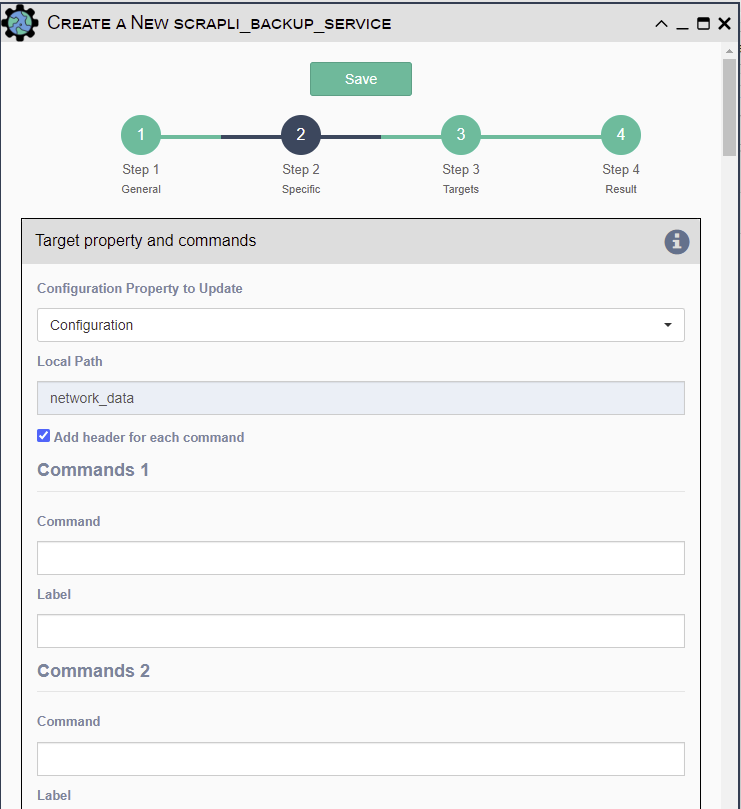 Create a New scrapli_backup_service
Save
1 2 3 4
Step 1 Step 2 Step 3 Step 4
General Specific Targets Result
Target property and commands
Configuration Property to Update
Configuration
Local Path
network_data
Add header for each command
Commands 1
Command
Label
Commands 2
Command
Label